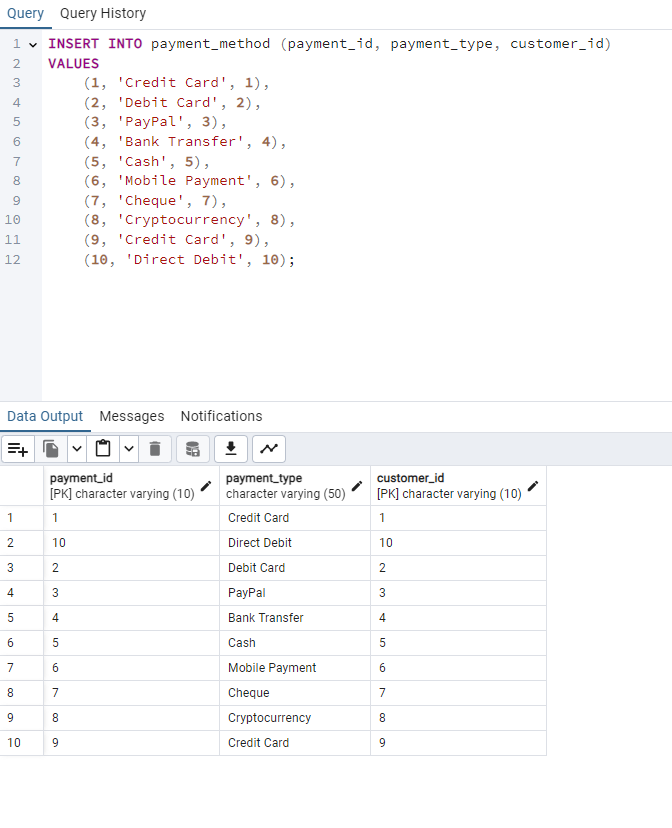 Query Query History
1 INSERT INTO payment_method (payment_id, payment_type, customer_id)
2 VALUES
3 (1, 'Credit Card', 1),
4 (2, 'Debit Card', 2),
5 (3, 'PayPal', 3),
6 (4, 'Bank Transfer', 4),
7 (5, 'Cash', 5),
8 (6, 'Mobile Payment', 6),
9 (7, 'Cheque', 7),
10 (8, 'Cryptocurrency', 8),
11 (9, 'Credit Card', 9),
12 (10, 'Direct Debit', 10);
Data Output Messages Notifications
payment_id payment_type customer_id
[PK] character varying (10) character varying (50) [PK] character varying (10)
1 1 Credit Card 1
2 10 Direct Debit 10
3 2 Debit Card 2
4 3 PayPal 3
5 4 Bank Transfer 4
6 5 Cash 5
7 6 Mobile Payment 6
8 7 Cheque 7
9 8 Cryptocurrency 8
10 9 Credit Card 9